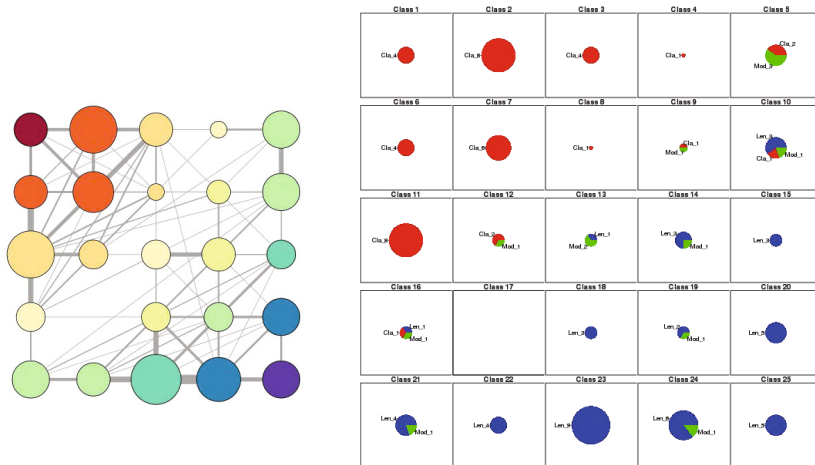 Class 1
Class 2
Class 3
Class 4
Class 5
Cla_4
Cla_4
Cla_1
Cla_2
Mod_3
Class 6
Class 7
Class 8
Class 9
Class 10
Cla_4
Cla_6
Cla_1
Cla_1
Mod_1
Len_3
Cla_1
Mod_1
Class 11
Class 12
Class 13
Class 14
Class 15
Cla_2
Mod_1
Len_1
Mod_2
Len_3
Mod_1
Len_3
Class 16
Class 17
Class 18
Class 19
Class 20
Cla_1
Len_1
Mod_1
Len_3
Len_2
Mod_1
Len_5
Class 21
Class 22
Class 23
Class 24
Class 25
Len_4
Mod_1
Len_4
Len_9
Len_6
Mod_1
Len_5